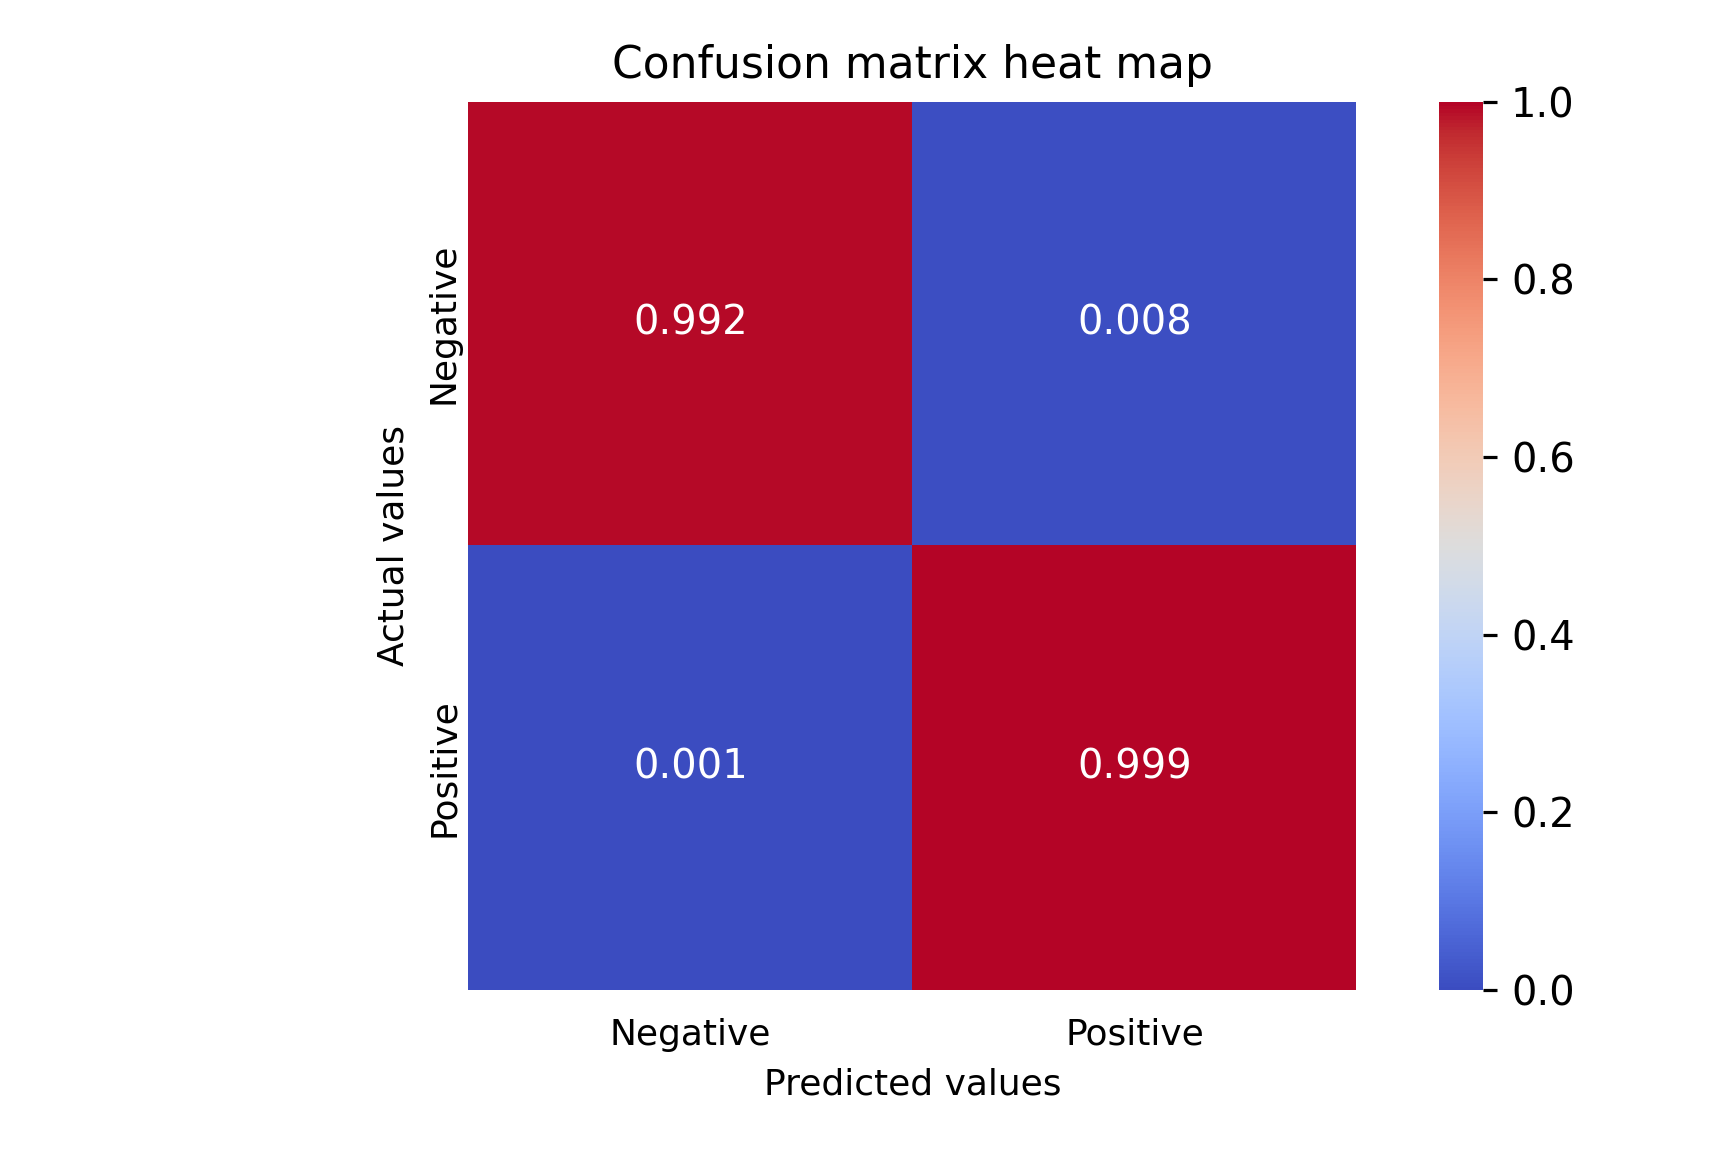 Confusion matrix heat map
1.0
0.8
0.6
0.4
0.2
0.0
Actual values
Negative
Positive
0.992 0.008
0.001 0.999
Negative Positive
Predicted values